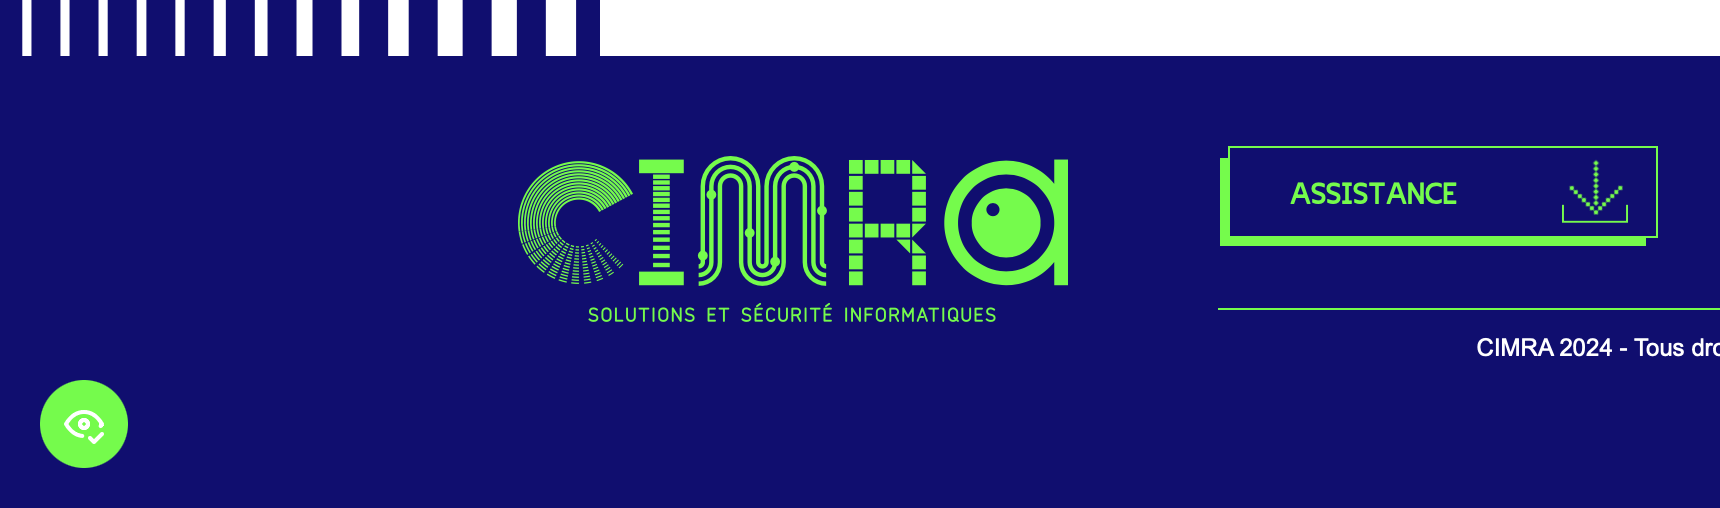 CIMRA
SOLUTIONS ET SÉCURITÉ INFORMATIQUES
ASSISTANCE
CIMRA 2024 - Tous